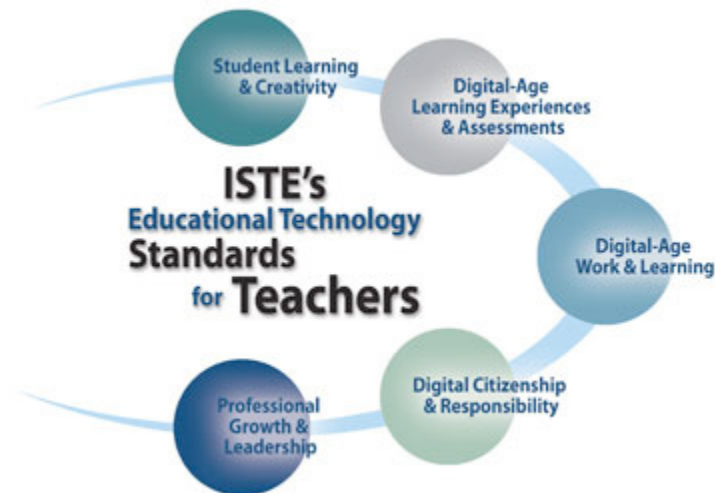 Student Learning
& Creativity
Digital-Age
Learning Experiences
& Assessments
ISTE's
Educational Technology
Standards
for Teachers
Digital-Age
Work & Learning
Digital Citizenship
& Responsibility
Professional
Growth &
Leadership